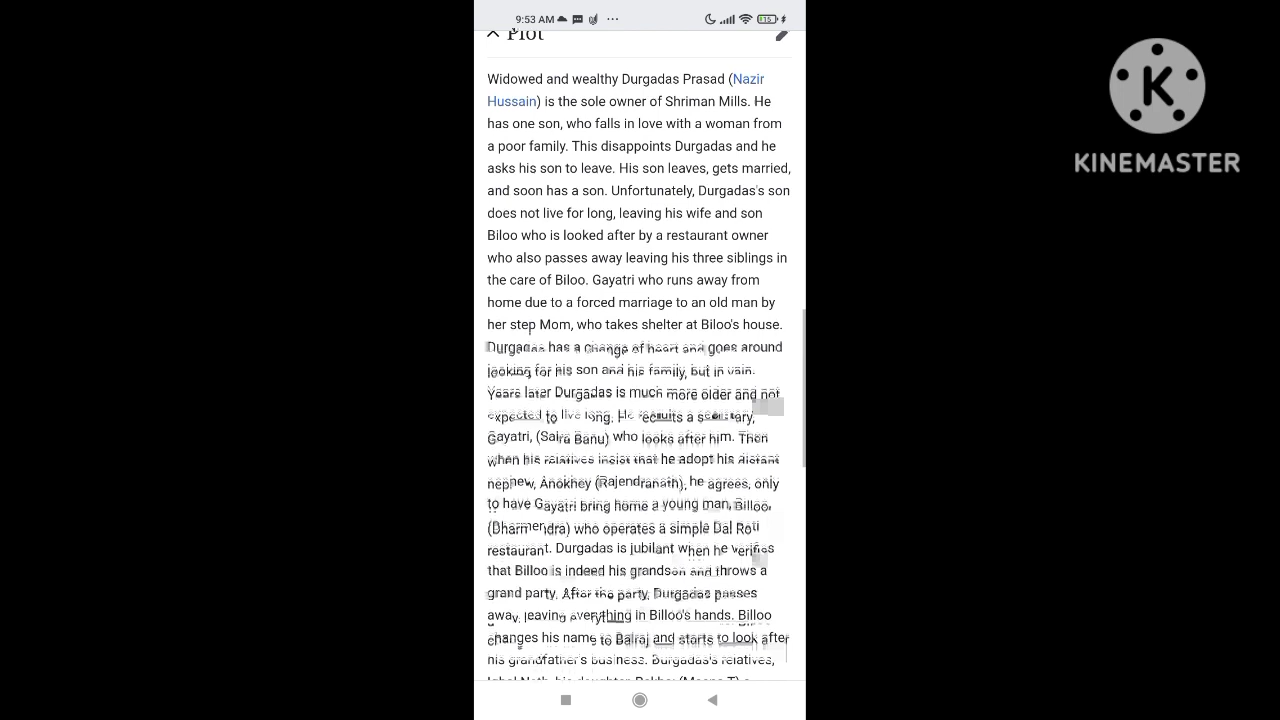 9:53 AM
15
Plot
Widowed and wealthy Durgadas Prasad (Nazir
Hussain) is the sole owner of Shriman Mills. He
has one son, who falls in love with a woman from
a poor family. This disappoints Durgadas and he
asks his son to leave. His son leaves, gets married,
and soon has a son. Unfortunately, Durgadas's son
does not live for long, leaving his wife and son
Biloo who is looked after by a restaurant owner
who also passes away leaving his three siblings in
the care of Biloo. Gayatri who runs away from
home due to a forced marriage to an old man by
her step Mom, who takes shelter at Biloo's house.
Durgadas has a change of heart and goes around
looking for his son and his family, but in vain.
Years later Durgadas is much more older and not
expected to live long. He recruits a secretary,
Gayatri, (Saira Banu) who looks after him. Then
when his relatives insist that he adopt his distant
nephew, Anokhey (Rajendranath), he agrees, only
to have Gayatri bring home a young man, Billoo,
(Dharmendra) who operates a simple Dal Roti
restaurant. Durgadas is jubilant when he verifies
that Billoo is indeed his grandson and throws a
grand party. After the party, Durgadas passes
away, leaving everything in Billoo's hands. Billoo
changes his name to Balraj and starts to look after
his grandfather's business. Durgadas's relatives,
K
KINEMASTER